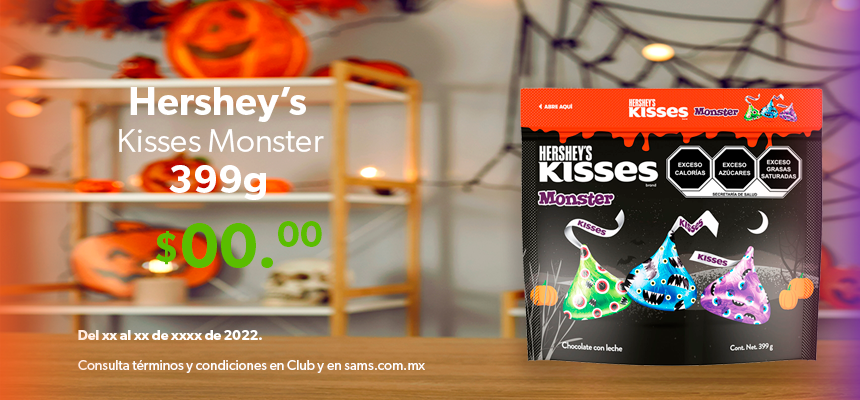 Hershey's
Kisses Monster
399g
$00.00
Del xx al xx de xxxx de 2022.
Consulta términos y condiciones en Club y en sams.com.mx
ABRE AQUÍ
HERSHEY'S
KISSES Monster
HERSHEY'S
KISSES
brand
Monster
EXCESO
CALORÍAS
EXCESO
AZÚCARES
EXCESO
GRASAS
SATURADAS
SECRETARÍA DE SALUD
KISSES
KISSES
KISSES
Chocolate con leche
Cont. Net. 399 g